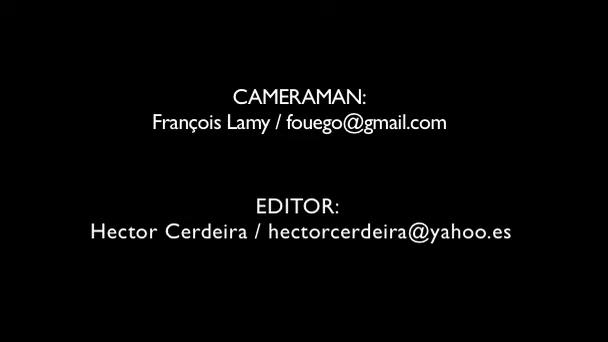 CAMERAMAN:
François Lamy / fouego@gmail.com
EDITOR:
Hector Cerdeira / hectorcerdeira@yahoo.es